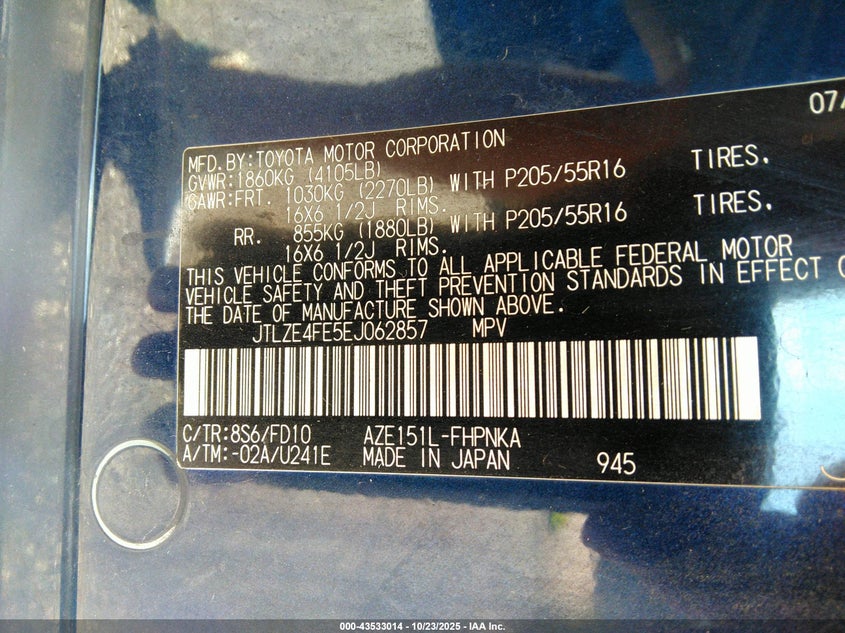 07
MFD.BY:TOYOTA MOTOR CORPORATION
GVWR:1860KG (4105LB)
GAWR:FRT. 1030KG (2270LB) WITH P205/55R16 TIRES.
16X6 1/2J RIMS.
RR. 855KG (1880LB) WITH P205/55R16 TIRES.
16X6 1/2J RIMS.
THIS VEHICLE CONFORMS TO ALL APPLICABLE FEDERAL MOTOR
VEHICLE SAFETY AND THEFT PREVENTION STANDARDS IN EFFECT
THE DATE OF MANUFACTURE SHOWN ABOVE.
JTLZE4FE5EJ062857 MPV
C/TR:8S6/FD10 AZE151L-FHPNKA
A/TM:-02A/U241E MADE IN JAPAN 945
000-43533014 - 10/23/2025 - IAA Inc.